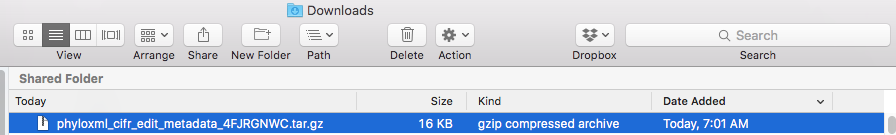 Downloads
View
Arrange
Share
New Folder
Path
Delete
Action
Dropbox
Search
Search
Shared Folder
Today Size Kind Date Added
phyloxml_cifr_edit_metadata_4FJRGNWC.tar.gz 16 KB gzip compressed archive Today, 7:01 AM